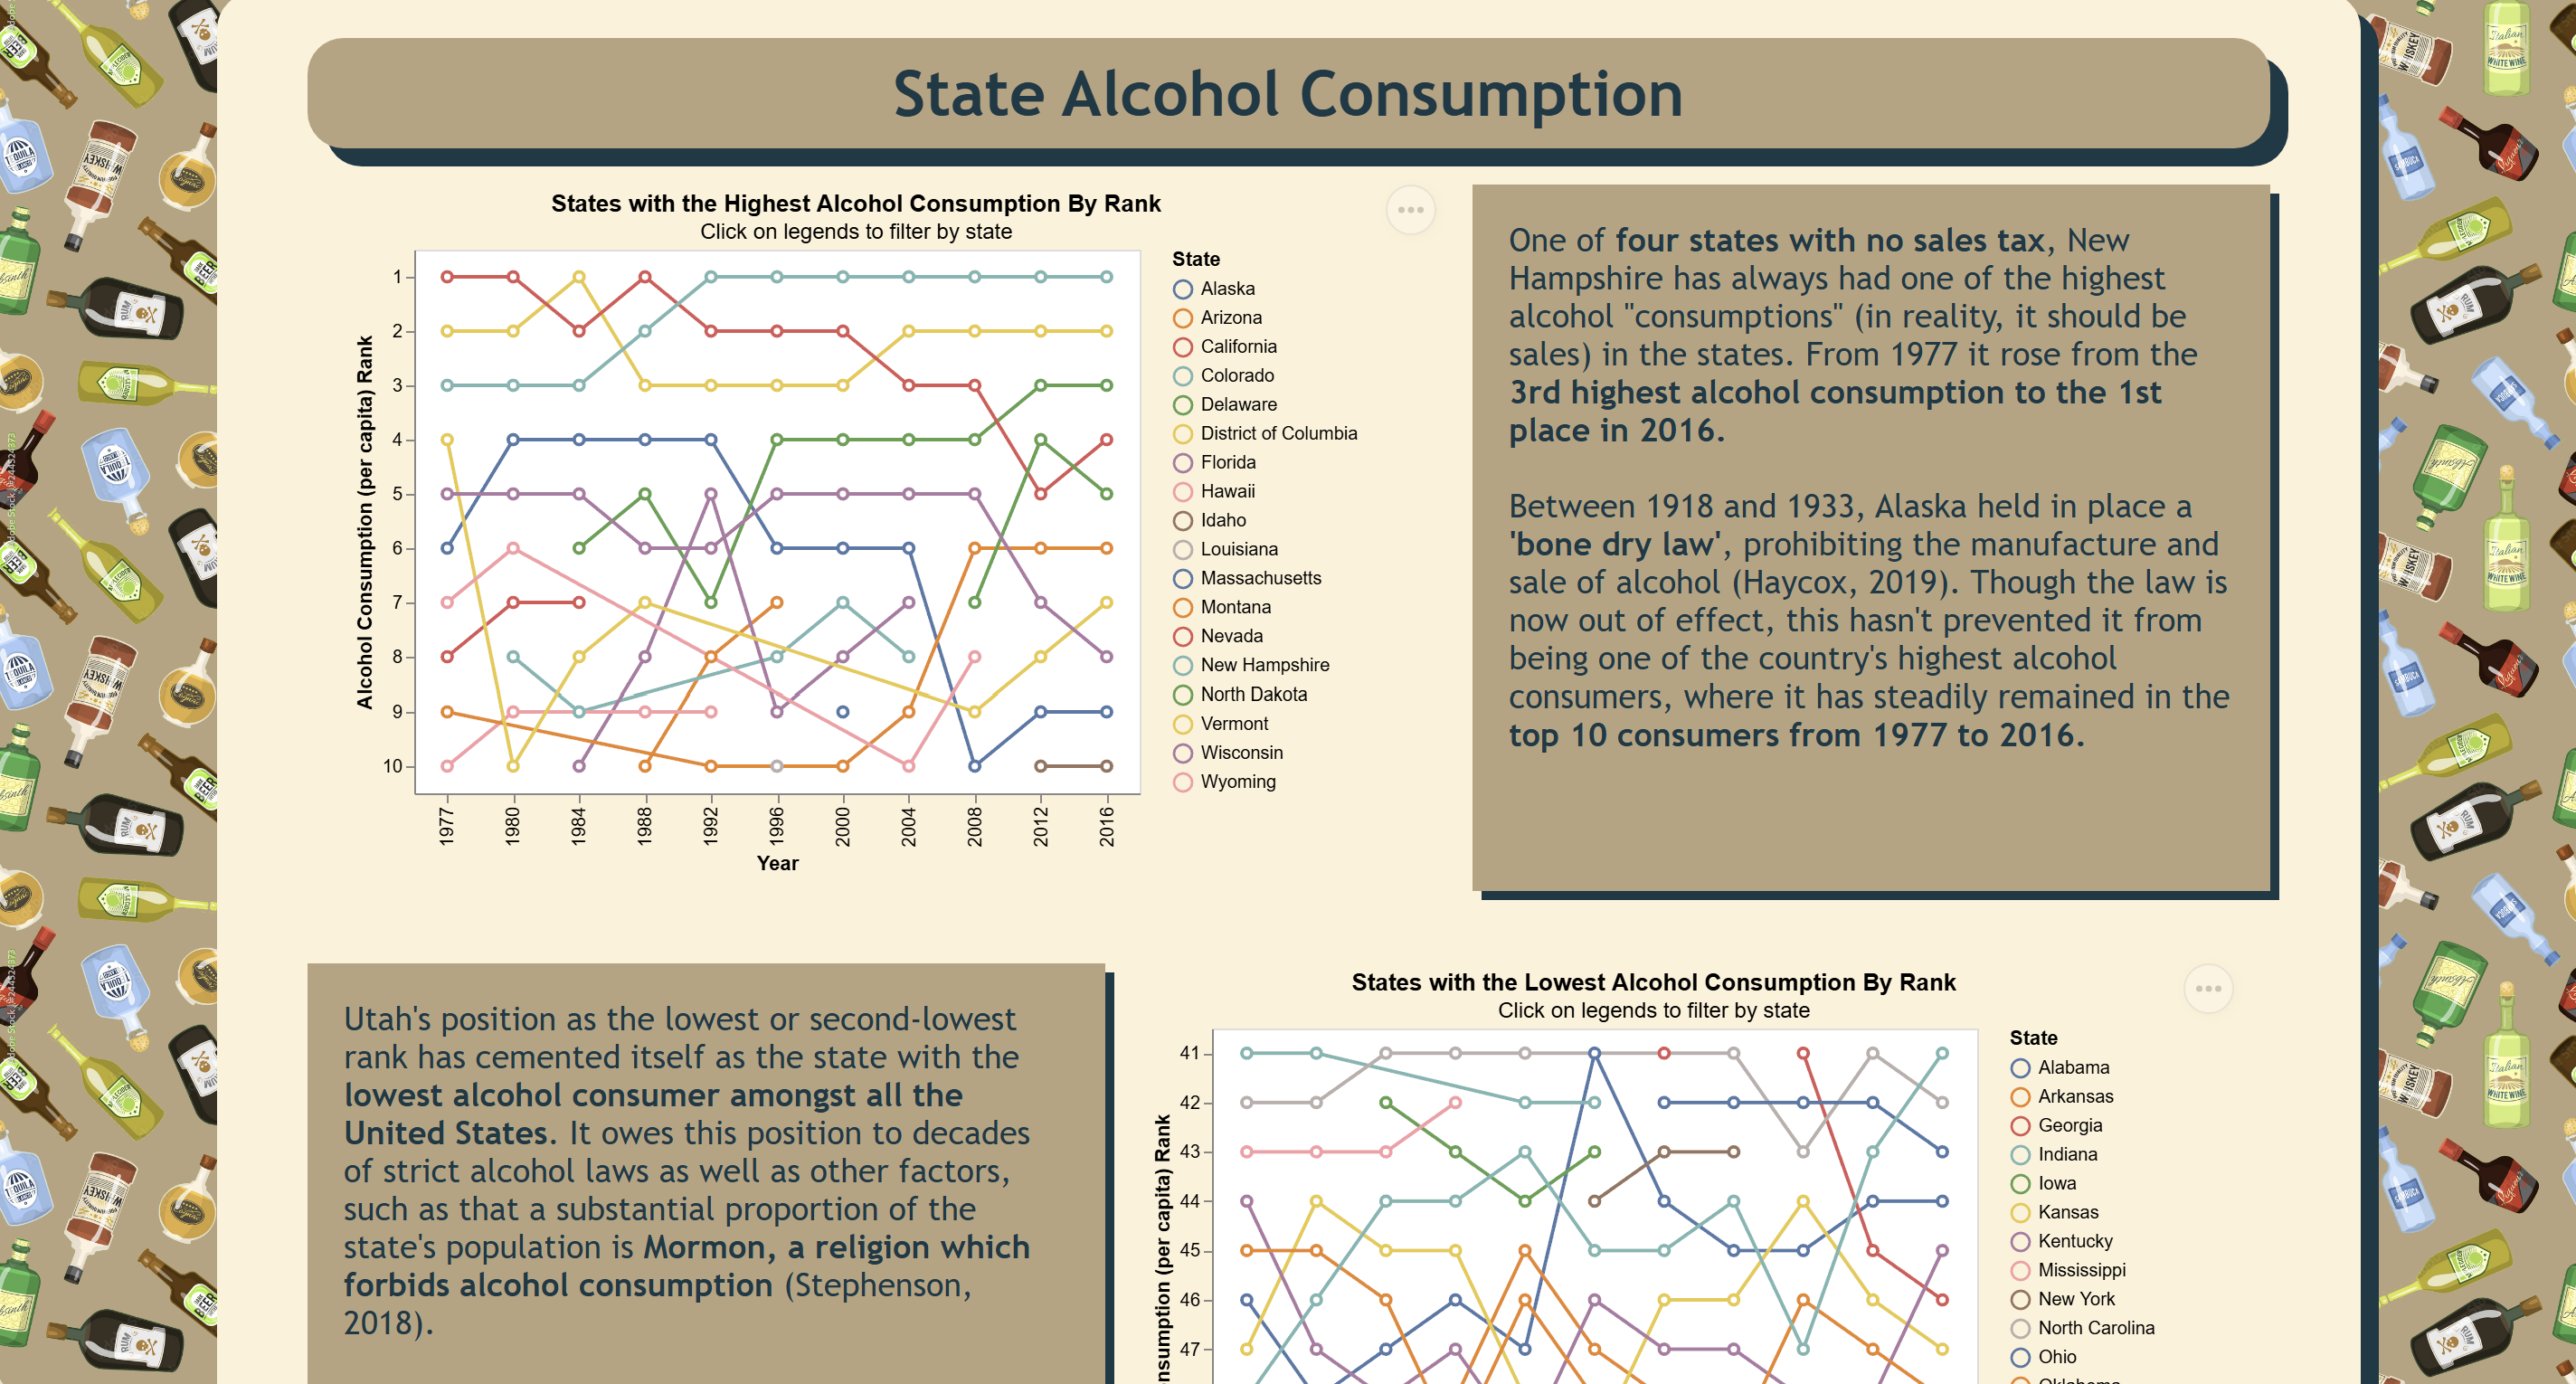 State Alcohol Consumption
States with the Highest Alcohol Consumption By Rank
Click on legends to filter by state
Alcohol Consumption (per capita) Rank
1
2
3
4
5
6
7
8
9
10
1977
1980
1984
1988
1992
1996
2000
2004
2008
2012
2016
Year
State
Alaska
Arizona
California
Colorado
Delaware
District of Columbia
Florida
Hawaii
Idaho
Louisiana
Massachusetts
Montana
Nevada
New Hampshire
North Dakota
Vermont
Wisconsin
Wyoming
One of four states with no sales tax, New
Hampshire has always had one of the highest
alcohol "consumptions" (in reality, it should be
sales) in the states. From 1977 it rose from the
3rd highest alcohol consumption to the 1st
place in 2016.
Between 1918 and 1933, Alaska held in place a
'bone dry law', prohibiting the manufacture and
sale of alcohol (Haycox, 2019). Though the law is
now out of effect, this hasn't prevented it from
being one of the country's highest alcohol
consumers, where it has steadily remained in the
top 10 consumers from 1977 to 2016.
Utah's position as the lowest or second-lowest
rank has cemented itself as the state with the
lowest alcohol consumer amongst all the
United States. It owes this position to decades
of strict alcohol laws as well as other factors,
such as that a substantial proportion of the
state's population is Mormon, a religion which
forbids alcohol consumption (Stephenson,
2018).
States with the Lowest Alcohol Consumption By Rank
Click on legends to filter by state
nsumption (per capita) Rank
41
42
43
44
45
46
47
State
Alabama
Arkansas
Georgia
Indiana
Iowa
Kansas
Kentucky
Mississippi
New York
North Carolina
Ohio